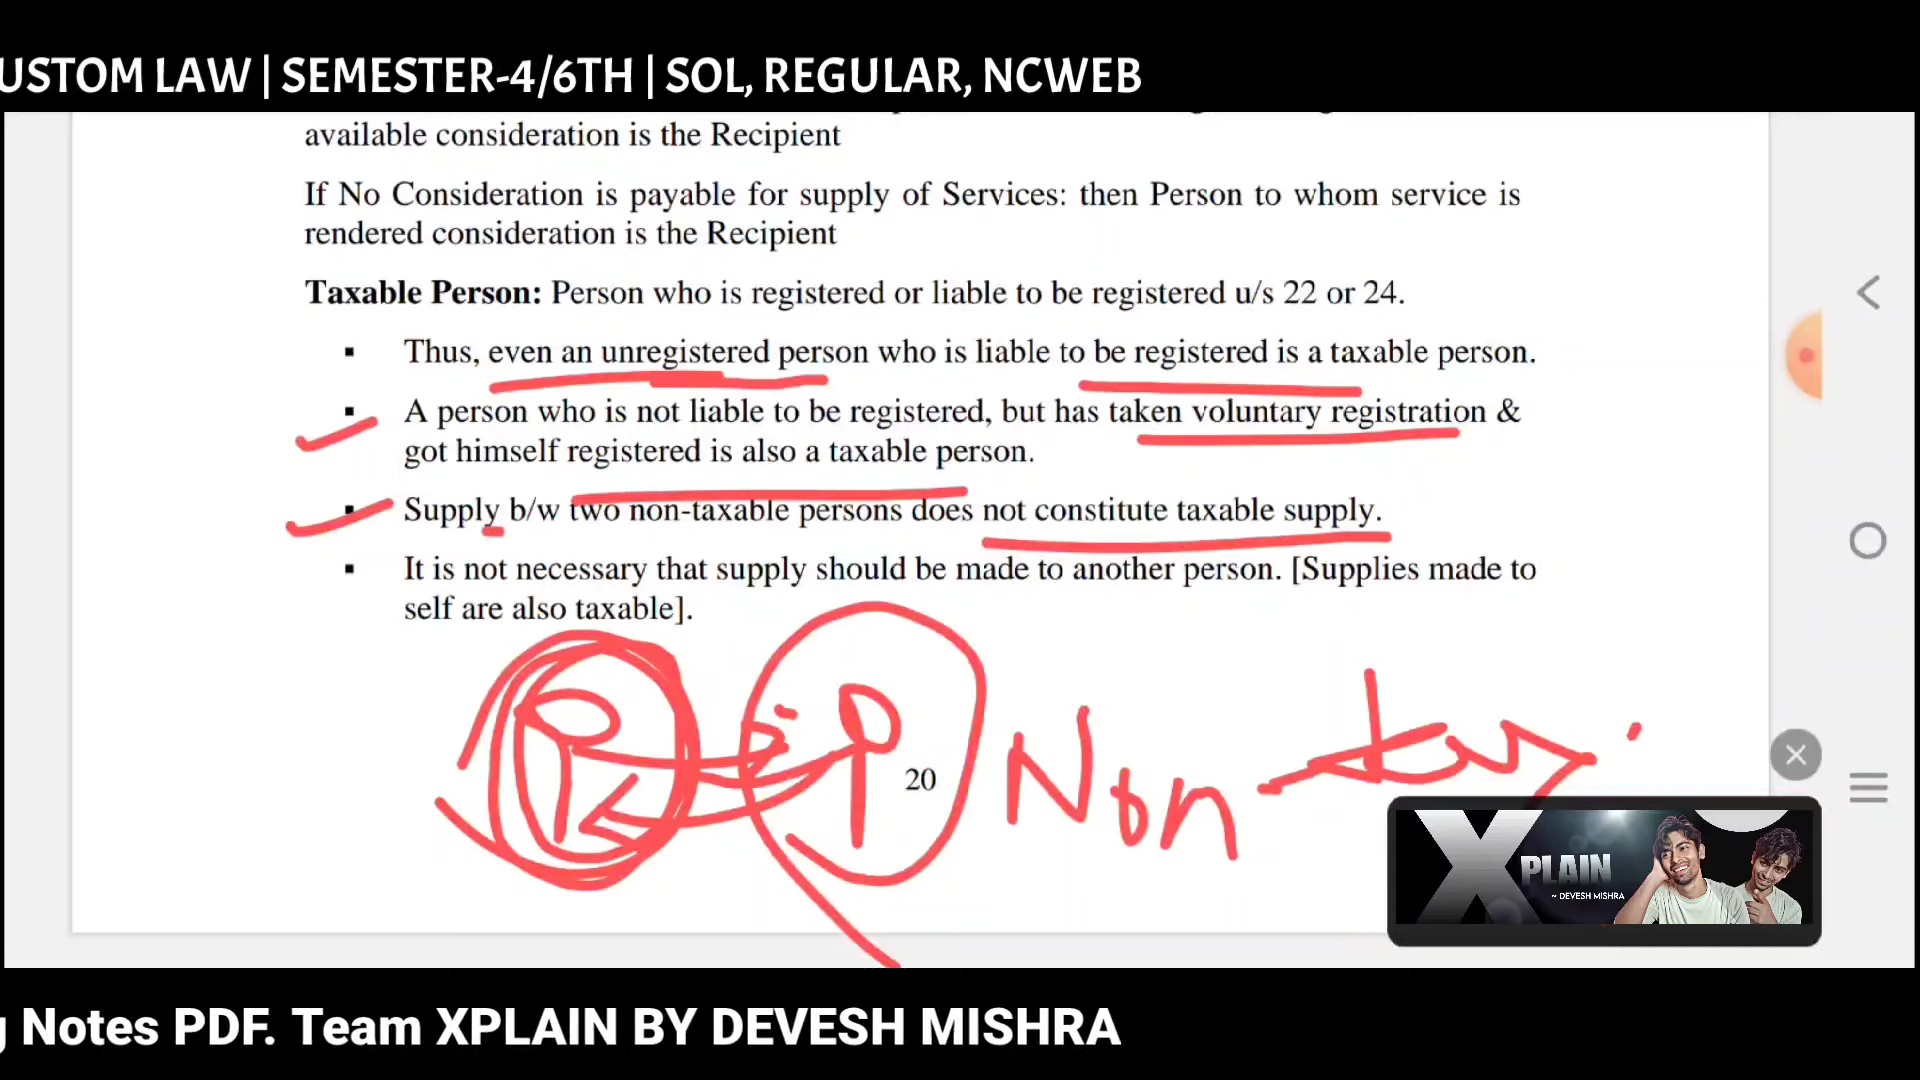 USTOM LAW | SEMESTER-4/6TH | SOL, REGULAR, NCWEB
available consideration is the Recipient
If No Consideration is payable for supply of Services: then Person to whom service is
rendered consideration is the Recipient
Taxable Person: Person who is registered or liable to be registered u/s 22 or 24.
▪ Thus, even an unregistered person who is liable to be registered is a taxable person.
▪ A person who is not liable to be registered, but has taken voluntary registration &
got himself registered is also a taxable person.
▪ Supply b/w two non-taxable persons does not constitute taxable supply.
▪ It is not necessary that supply should be made to another person. [Supplies made to
self are also taxable].
20
Non-
XPLAIN
~ DEVESH MISHRA
g Notes PDF. Team XPLAIN BY DEVESH MISHRA